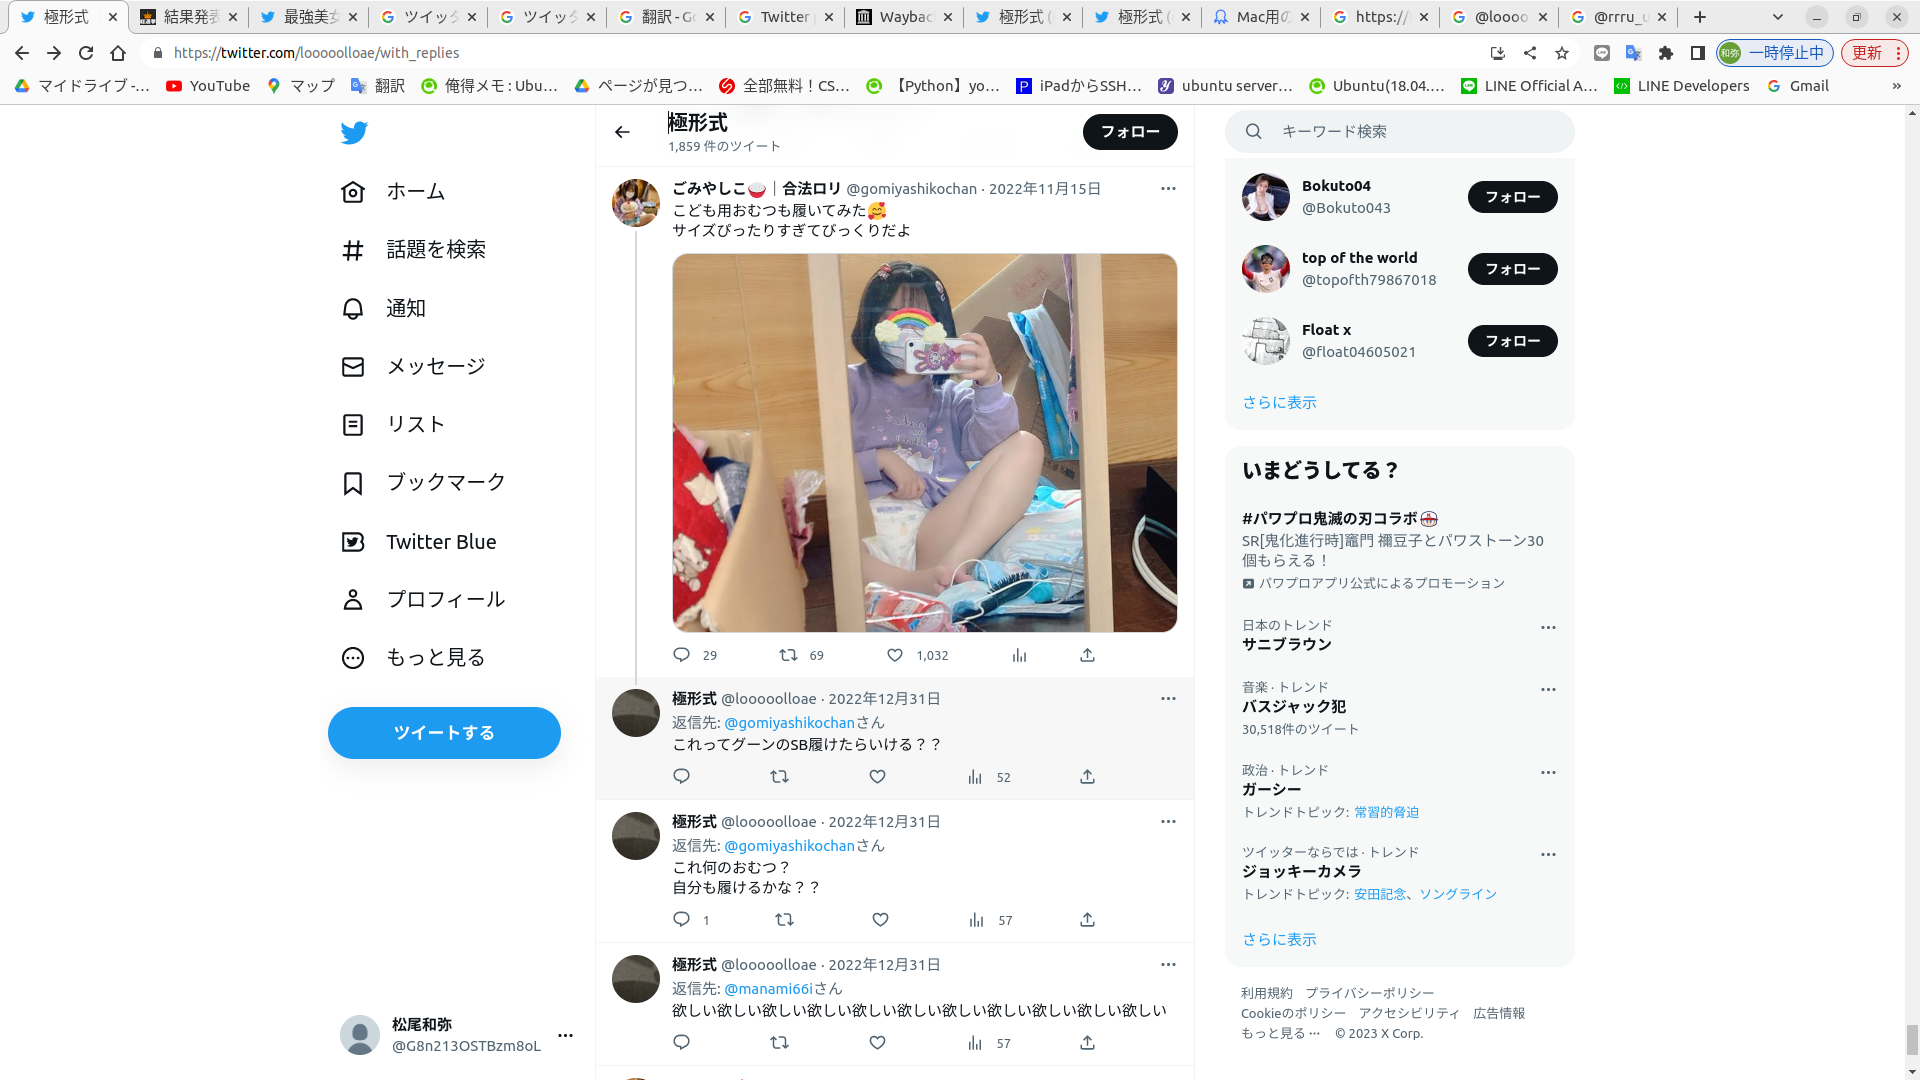 極形式
結果発表
最強美女
ツイッタ
ツイッタ
翻訳 - Go
Twitter
Wayback
極形式 (
極形式 (
Mac用の
https://
@loooo
@rrru_u
https://twitter.com/looooolloae/with_replies
和弥 一時停止中
更新
マイドライブ -...
YouTube
マップ
翻訳
俺得メモ : Ubu...
ページが見つ...
全部無料！CS...
【Python】yo...
iPadからSSH...
ubuntu server...
Ubuntu(18.04....
LINE Official A...
LINE Developers
Gmail
»
ホーム
話題を検索
通知
メッセージ
リスト
ブックマーク
Twitter Blue
プロフィール
もっと見る
ツイートする
松尾和弥
@G8n213OSTBzm8oL
極形式
1,859 件のツイート
フォロー
ごみやしこ🍚｜合法ロリ @gomiyashikochan · 2022年11月15日
こども用おむつも履いてみた🥰
サイズぴったりすぎてびっくりだよ
29 69 1,032
極形式 @looooolloae · 2022年12月31日
返信先: @gomiyashikochanさん
これってグーンのSB履けたらいける？？
52
極形式 @looooolloae · 2022年12月31日
返信先: @gomiyashikochanさん
これ何のおむつ？
自分も履けるかな？？
1 57
極形式 @looooolloae · 2022年12月31日
返信先: @manami66iさん
欲しい欲しい欲しい欲しい欲しい欲しい欲しい欲しい欲しい欲しい欲しい
57
キーワード検索
Bokuto04
@Bokuto043
フォロー
top of the world
@topofth79867018
フォロー
Float x
@float04605021
フォロー
さらに表示
いまどうしてる？
#パワプロ鬼滅の刃コラボ
SR[鬼化進行時]竈門 禰豆子とパワストーン30
個もらえる！
パワプロアプリ公式によるプロモーション
日本のトレンド
サニブラウン
音楽 · トレンド
バスジャック犯
30,518件のツイート
政治 · トレンド
ガーシー
トレンドトピック: 常習的脅迫
ツイッターならでは · トレンド
ジョッキーカメラ
トレンドトピック: 安田記念、ソングライン
さらに表示
利用規約 プライバシーポリシー
Cookieのポリシー アクセシビリティ 広告情報
もっと見る ··· © 2023 X Corp.